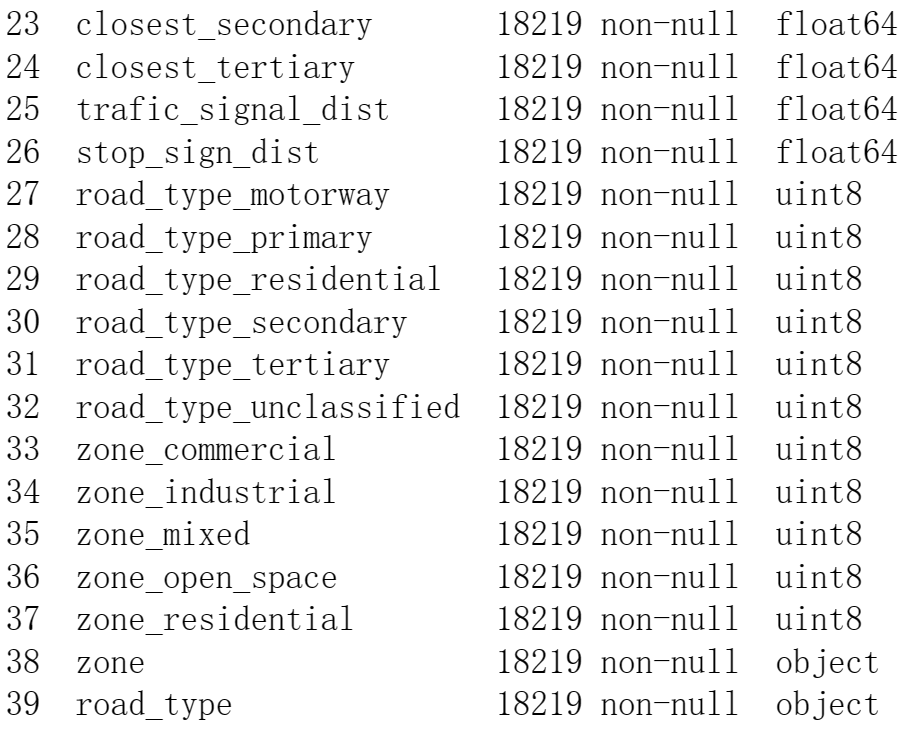 23 closest_secondary 18219 non-null float64
24 closest_tertiary 18219 non-null float64
25 trafic_signal_dist 18219 non-null float64
26 stop_sign_dist 18219 non-null float64
27 road_type_motorway 18219 non-null uint8
28 road_type_primary 18219 non-null uint8
29 road_type_residential 18219 non-null uint8
30 road_type_secondary 18219 non-null uint8
31 road_type_tertiary 18219 non-null uint8
32 road_type_unclassified 18219 non-null uint8
33 zone_commercial 18219 non-null uint8
34 zone_industrial 18219 non-null uint8
35 zone_mixed 18219 non-null uint8
36 zone_open_space 18219 non-null uint8
37 zone_residential 18219 non-null uint8
38 zone 18219 non-null object
39 road_type 18219 non-null object